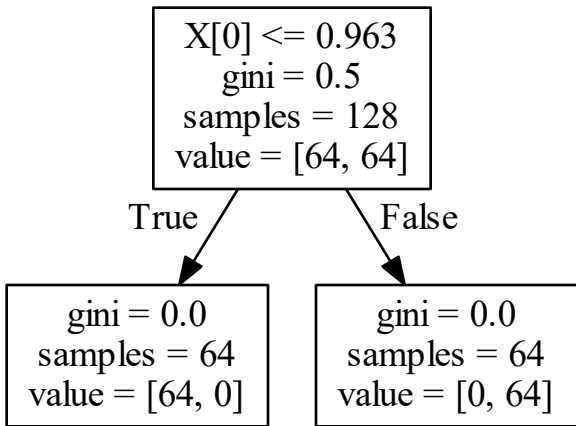 X[0] <= 0.963
gini = 0.5
samples = 128
value = [64, 64]
True
False
gini = 0.0
samples = 64
value = [64, 0]
gini = 0.0
samples = 64
value = [0, 64]